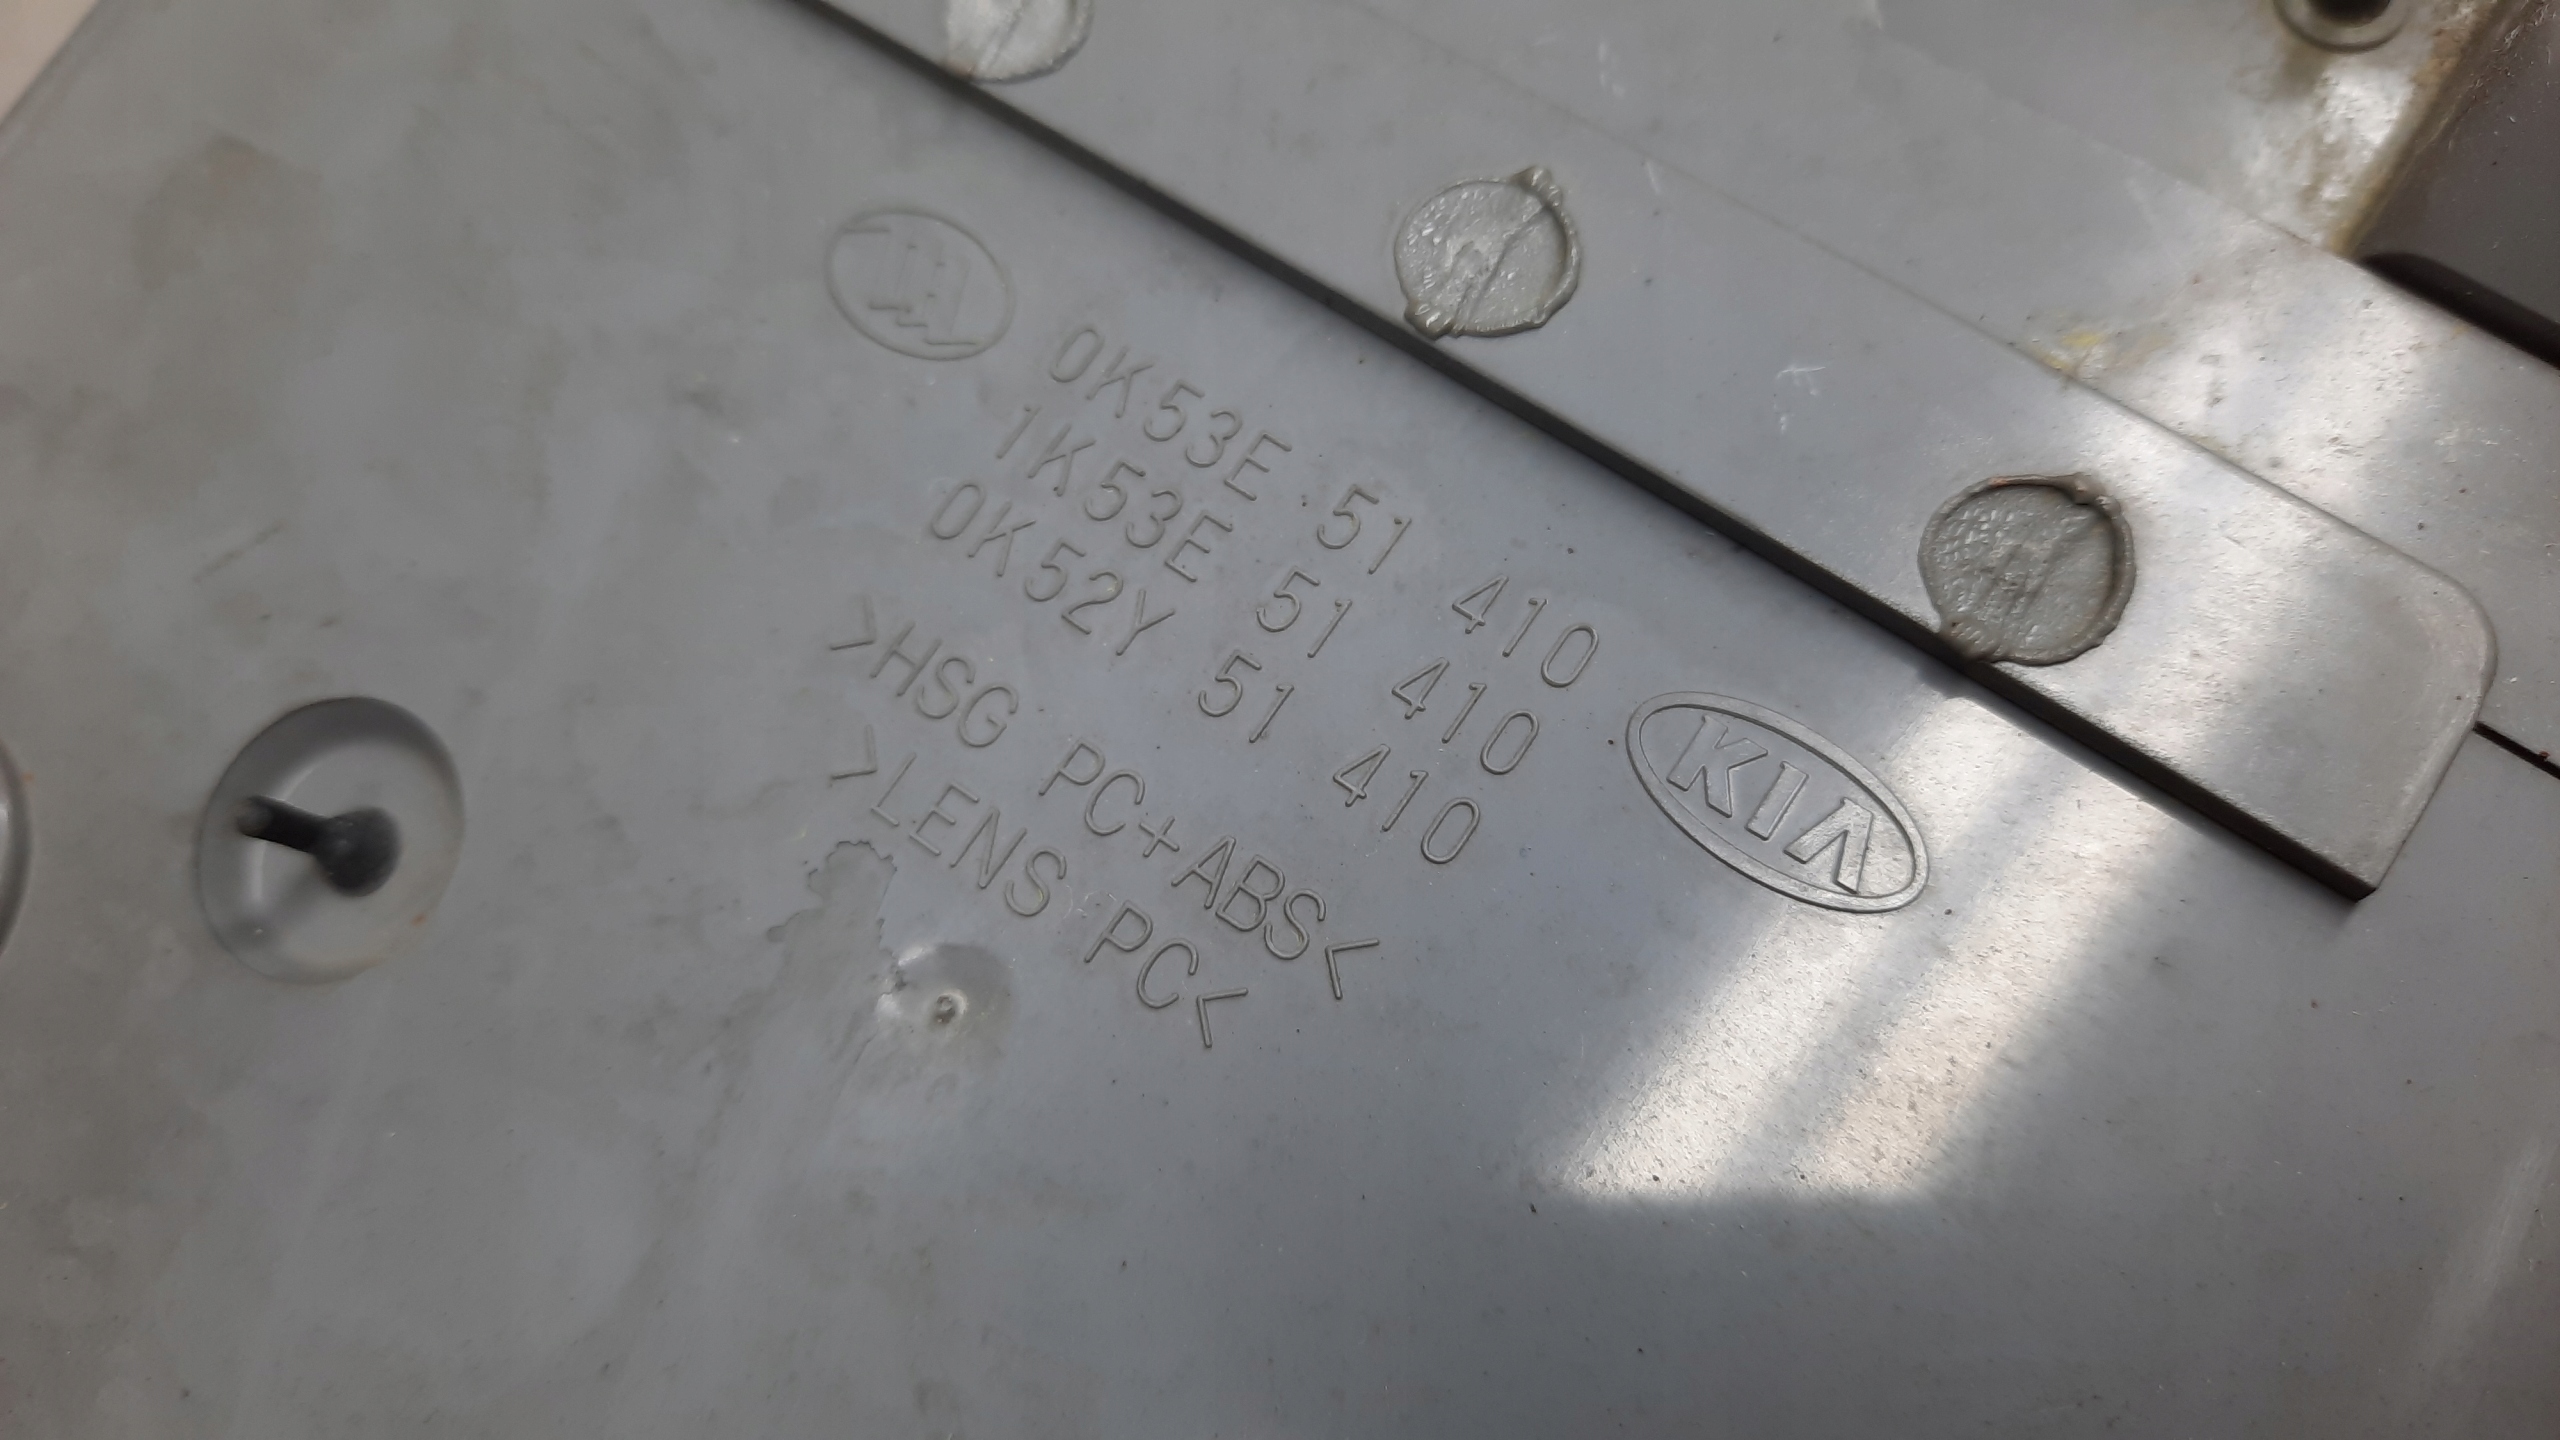 0K53E 51 410
1K53E 51 410
0K52Y 51 410
>HSG PC+ABS<
>LENS PC<
KIA